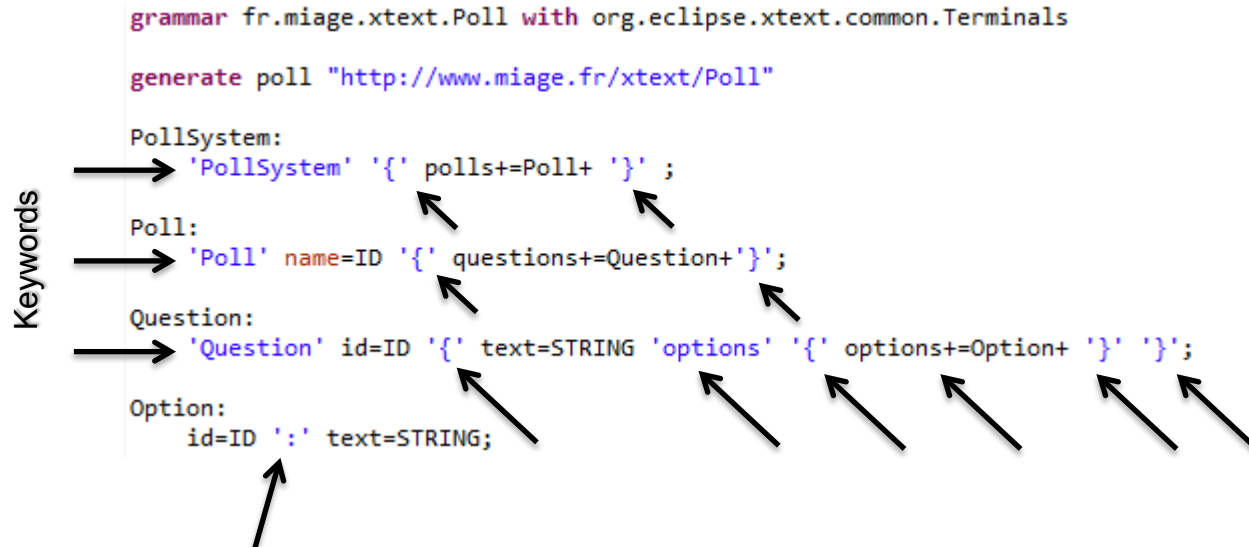 grammar fr.miage.xtext.Poll with org.eclipse.xtext.common.Terminals
generate poll "http://www.miage.fr/xtext/Poll"
PollSystem:
'PollSystem' '{' polls+=Poll+ '}' ;
Poll:
'Poll' name=ID '{' questions+=Question+'}';
Question:
'Question' id=ID '{' text=STRING 'options' '{' options+=Option+ '}' '}';
Option:
id=ID ':' text=STRING;
Keywords